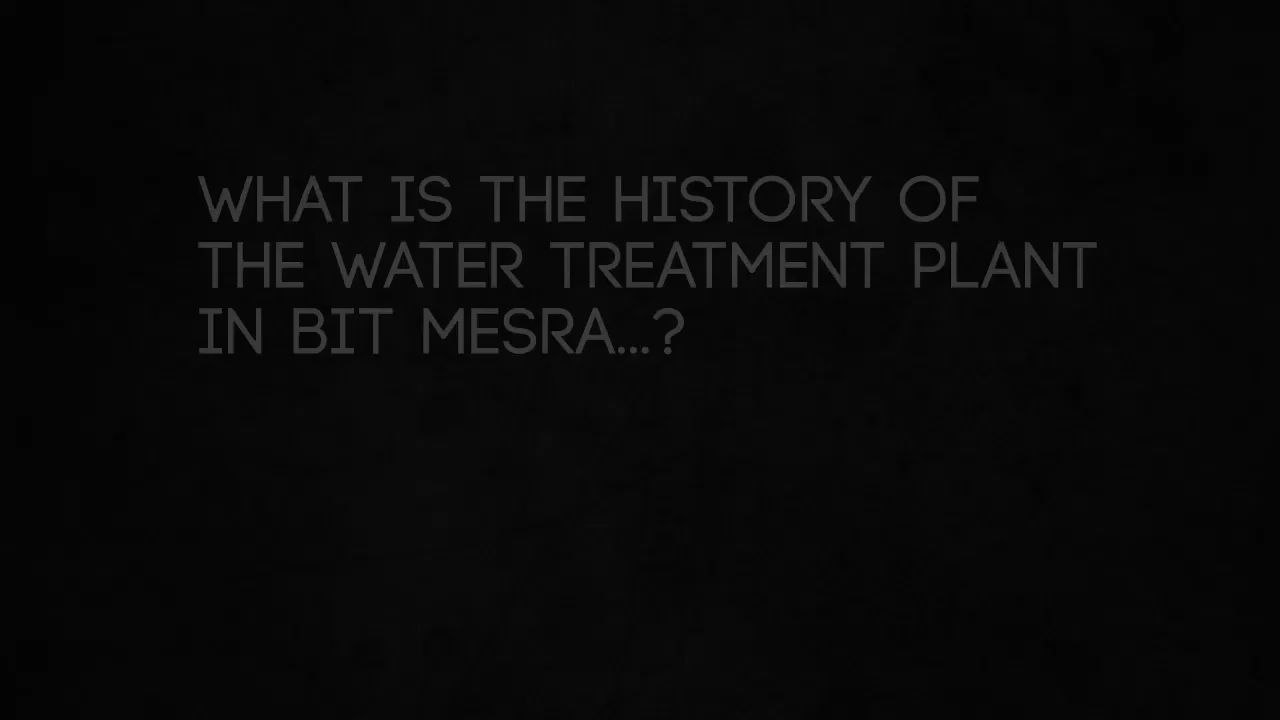 WHAT IS THE HISTORY OF
THE WATER TREATMENT PLANT
IN BIT MESRA...?